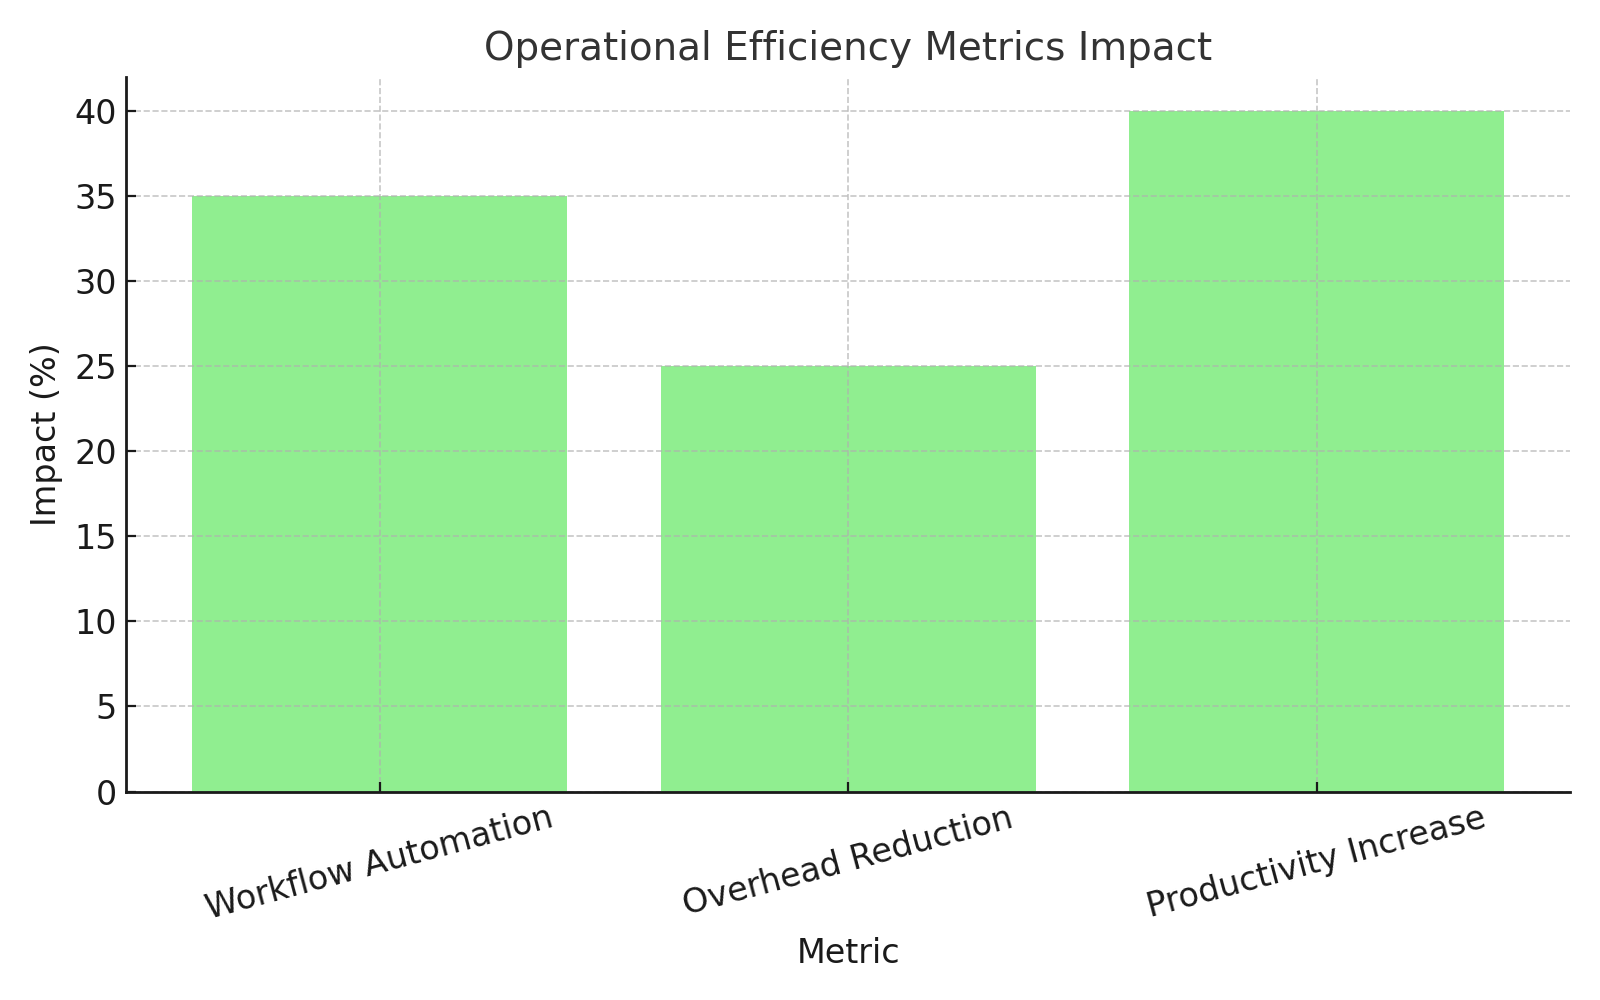 Operational Efficiency Metrics Impact
40
35
30
25
20
15
10
5
0
Impact (%)
Workflow Automation
Overhead Reduction
Productivity Increase
Metric